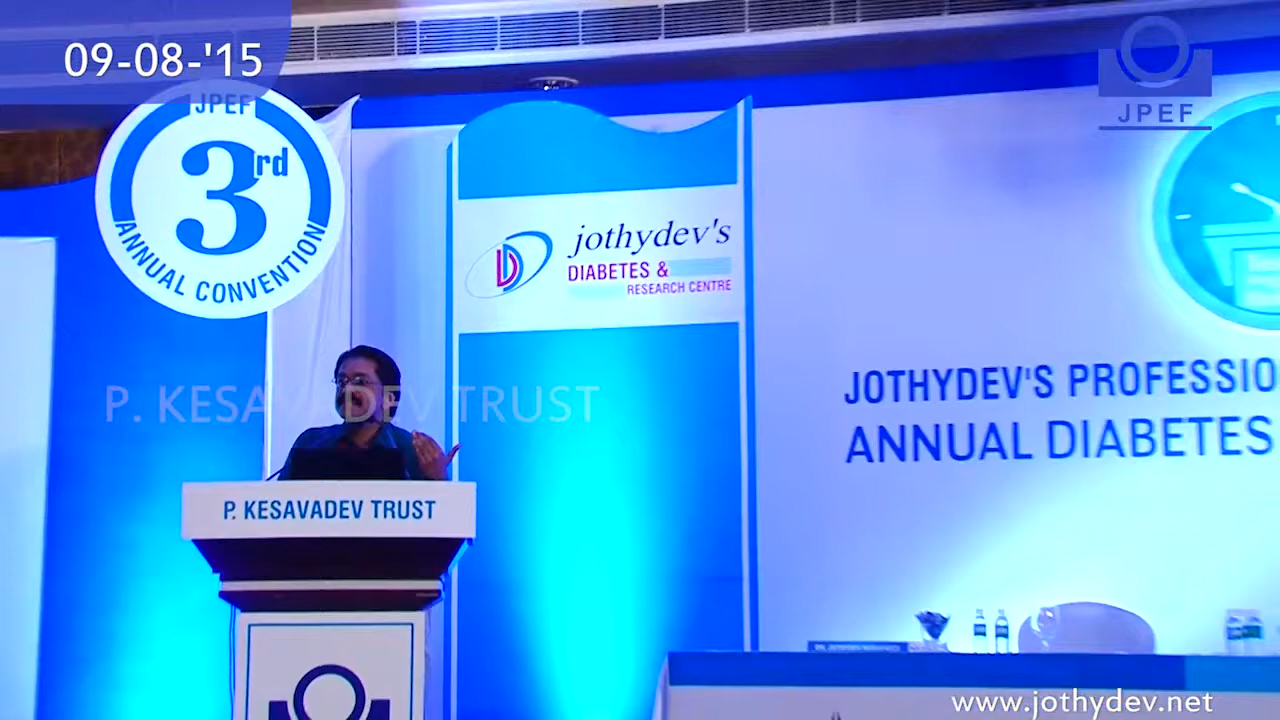 09-08-'15
JPEF
3rd
ANNUAL CONVENTION
JPEF
jothydev's
DIABETES &
RESEARCH CENTRE
JOTHYDEV'S PROFESSIO
ANNUAL DIABETES
P. KESAVADEV TRUST
P. KESAVADEV TRUST
www.jothydev.net